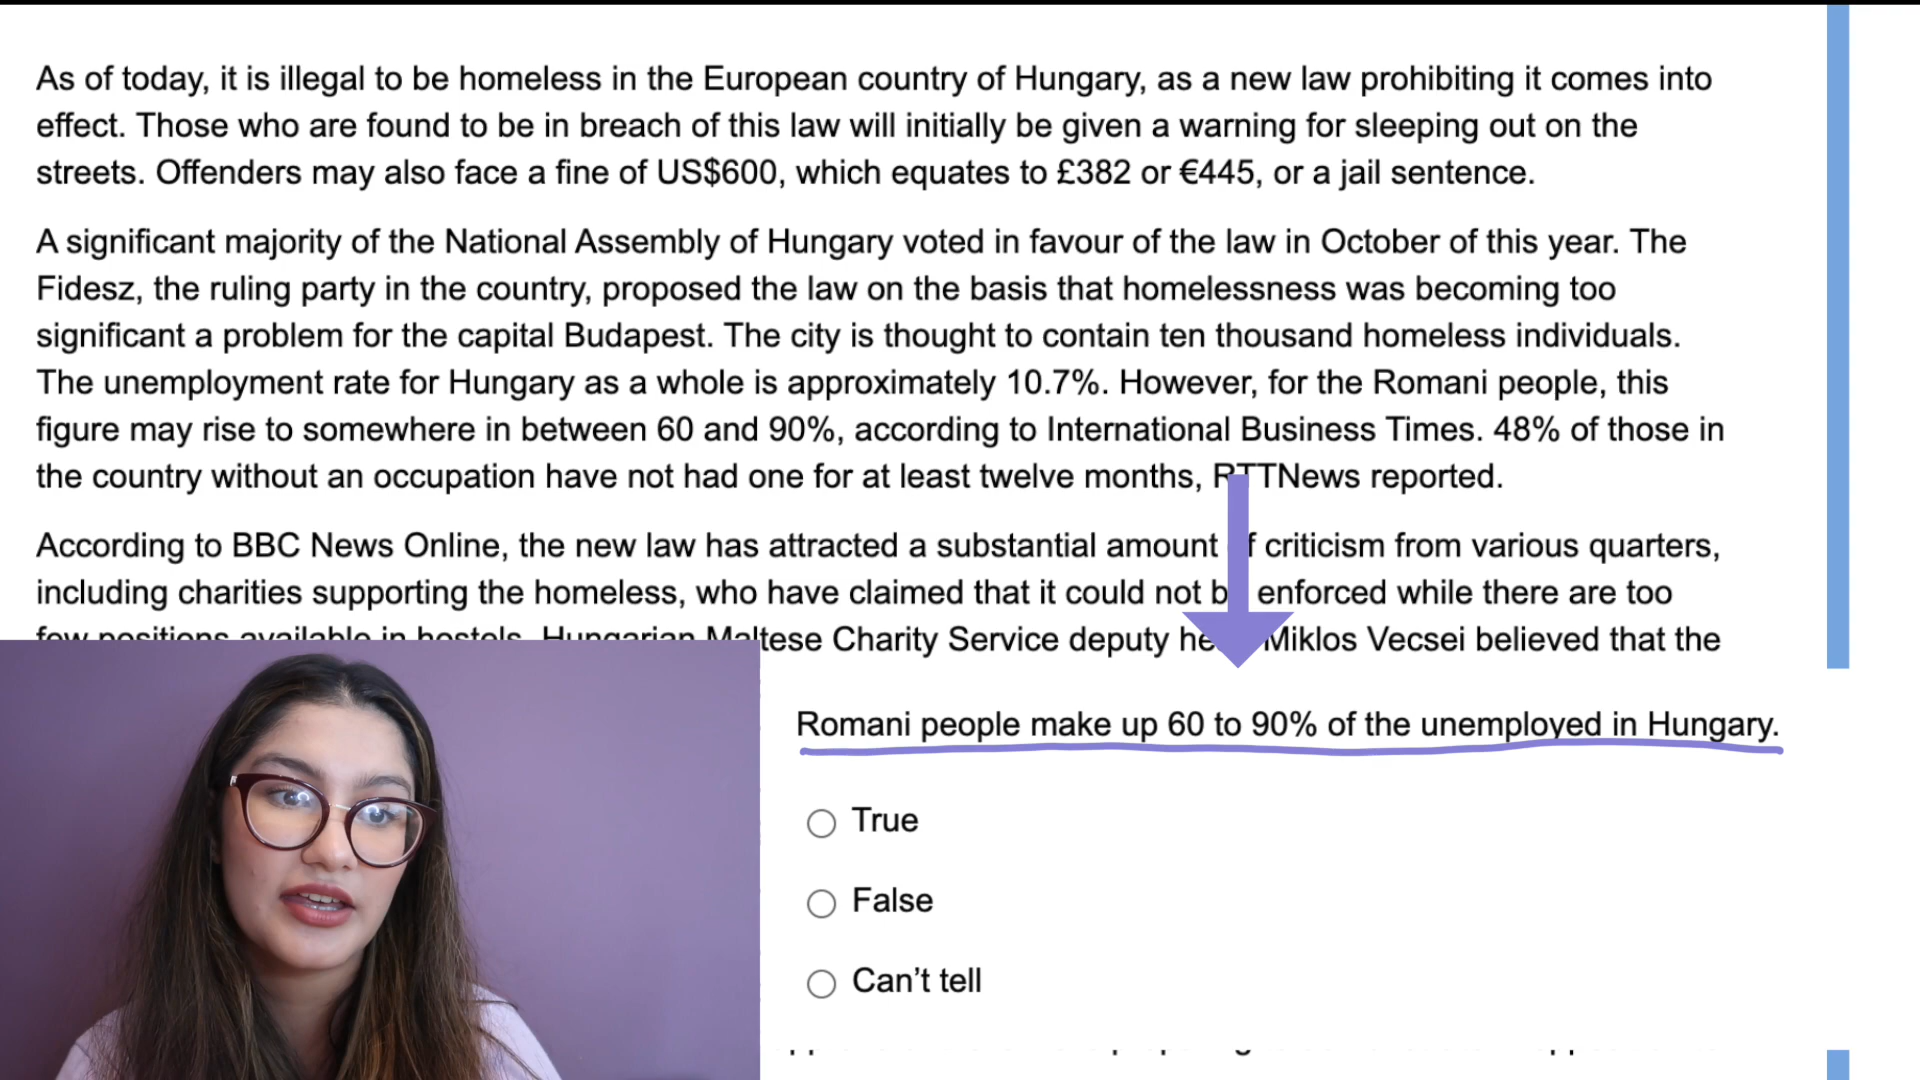 As of today, it is illegal to be homeless in the European country of Hungary, as a new law prohibiting it comes into
effect. Those who are found to be in breach of this law will initially be given a warning for sleeping out on the
streets. Offenders may also face a fine of US$600, which equates to £382 or €445, or a jail sentence.
A significant majority of the National Assembly of Hungary voted in favour of the law in October of this year. The
Fidesz, the ruling party in the country, proposed the law on the basis that homelessness was becoming too
significant a problem for the capital Budapest. The city is thought to contain ten thousand homeless individuals.
The unemployment rate for Hungary as a whole is approximately 10.7%. However, for the Romani people, this
figure may rise to somewhere in between 60 and 90%, according to International Business Times. 48% of those in
the country without an occupation have not had one for at least twelve months, RTTNews reported.
According to BBC News Online, the new law has attracted a substantial amount of criticism from various quarters,
including charities supporting the homeless, who have claimed that it could not be enforced while there are too
few positions available in hostels. Hungarian Maltese Charity Service deputy head Miklos Vecsei believed that the
Romani people make up 60 to 90% of the unemployed in Hungary.
True
False
Can't tell